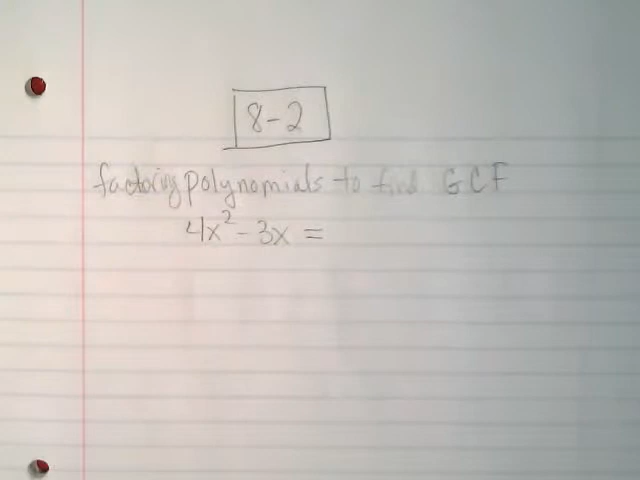 8-2
factoring polynomials to find GCF
4x² - 3x =